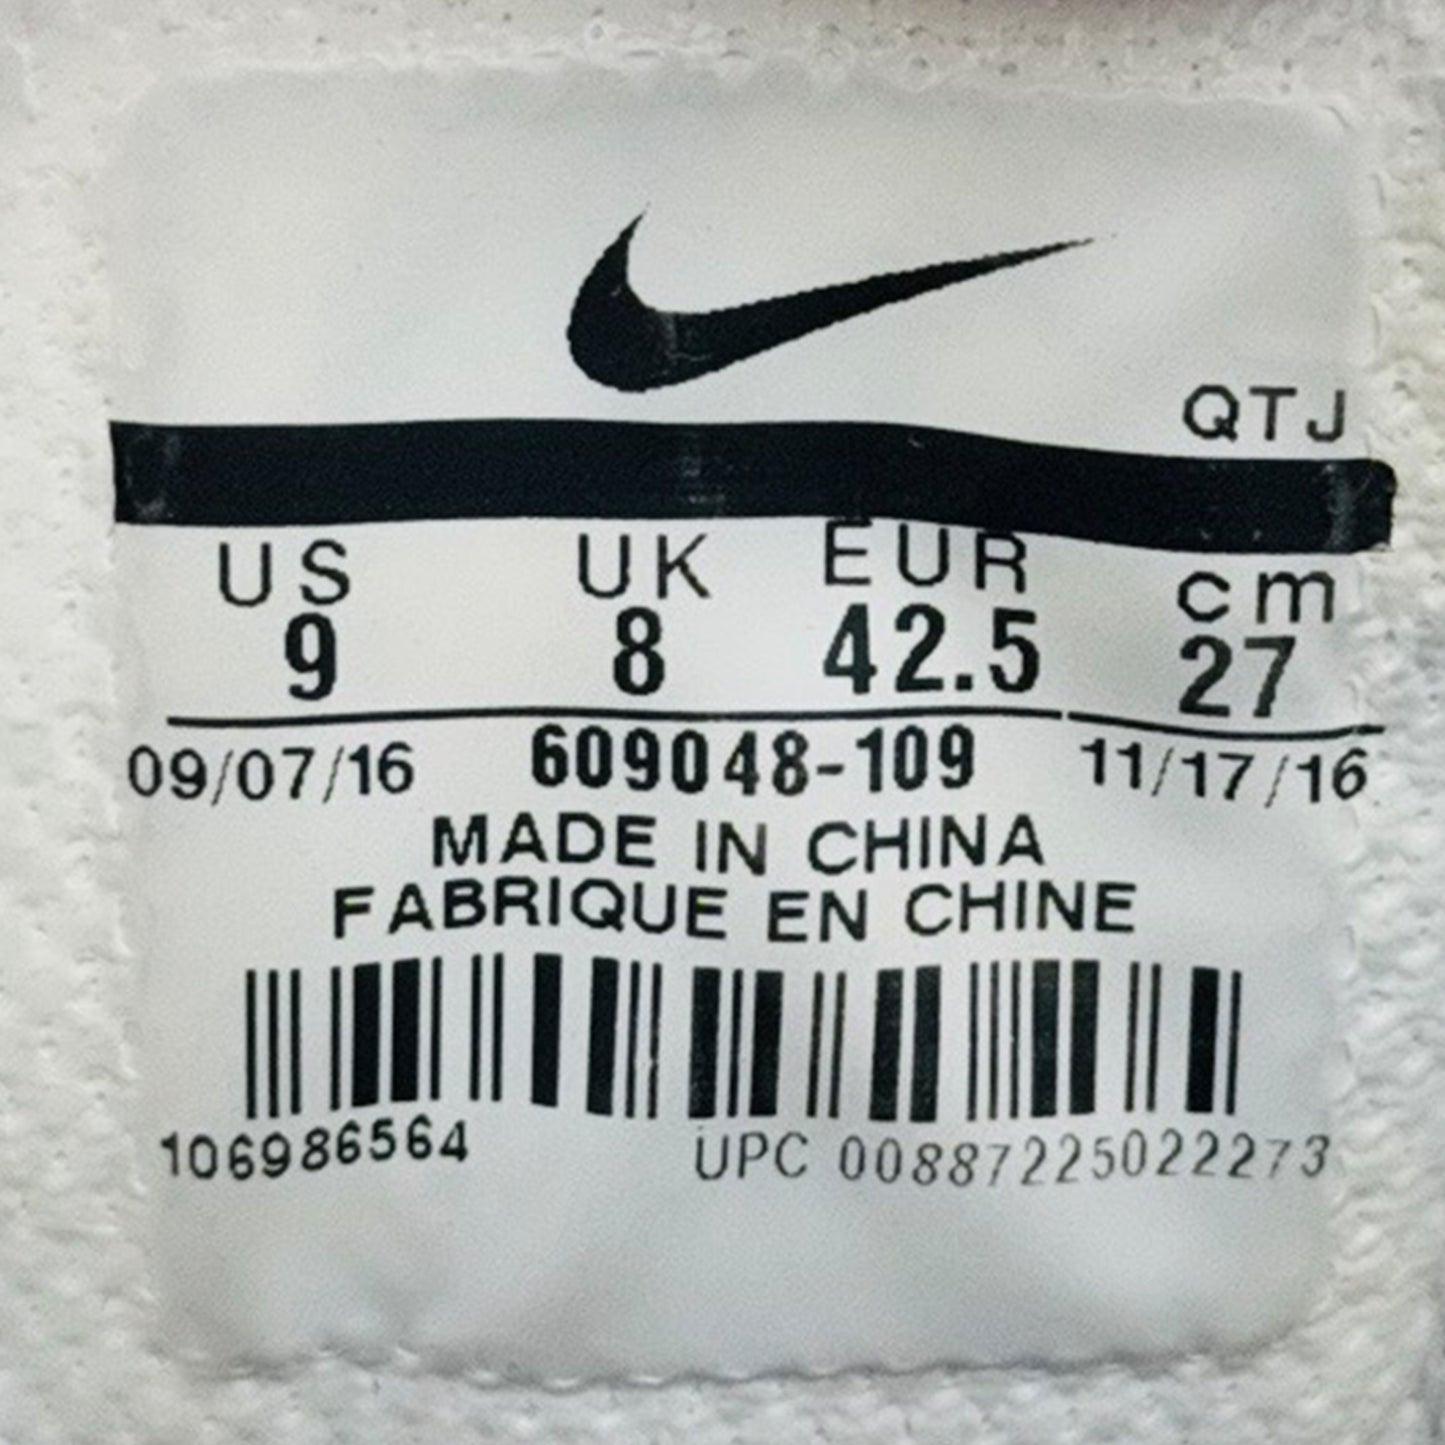 QTJ
US UK EUR cm
9 8 42.5 27
09/07/16 609048-109 11/17/16
MADE IN CHINA
FABRIQUE EN CHINE
106986564 UPC 00887225022273